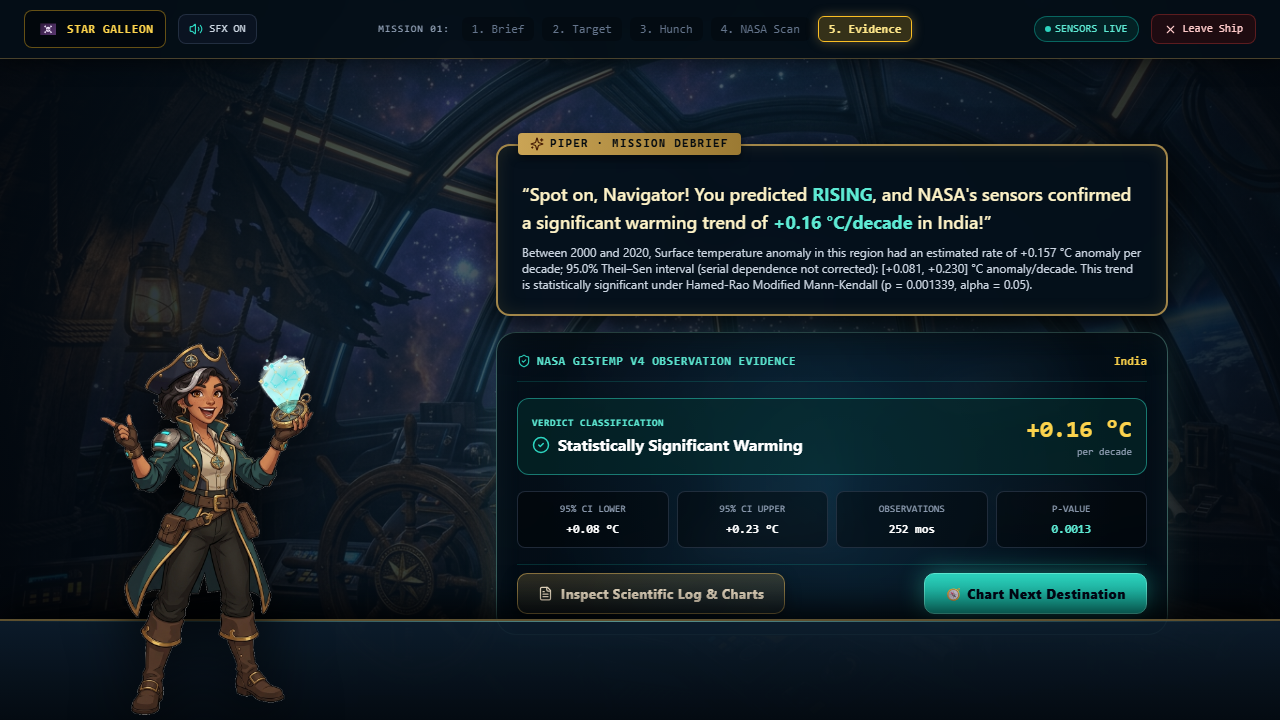 STAR GALLEON
SFX ON
MISSION 01:
1. Brief
2. Target
3. Hunch
4. NASA Scan
5. Evidence
SENSORS LIVE
Leave Ship
PIPER · MISSION DEBRIEF
“Spot on, Navigator! You predicted RISING, and NASA's sensors confirmed
a significant warming trend of +0.16 °C/decade in India!”
Between 2000 and 2020, Surface temperature anomaly in this region had an estimated rate of +0.157 °C anomaly per
decade; 95.0% Theil–Sen interval (serial dependence not corrected): [+0.081, +0.230] °C anomaly/decade. This trend
is statistically significant under Hamed-Rao Modified Mann-Kendall (p = 0.001339, alpha = 0.05).
NASA GISTEMP V4 OBSERVATION EVIDENCE
India
VERDICT CLASSIFICATION
Statistically Significant Warming
+0.16 °C
per decade
95% CI LOWER
+0.08 °C
95% CI UPPER
+0.23 °C
OBSERVATIONS
252 mos
P-VALUE
0.0013
Inspect Scientific Log & Charts
Chart Next Destination